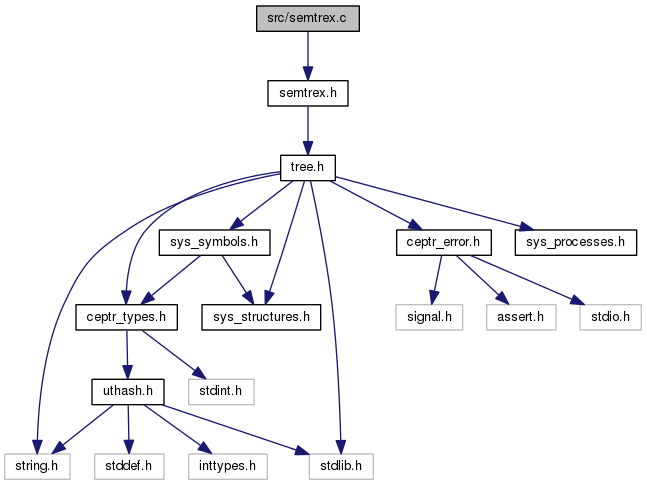 src/semtrex.c
semtrex.h
tree.h
sys_symbols.h
ceptr_error.h
sys_processes.h
ceptr_types.h
sys_structures.h
signal.h
assert.h
stdio.h
uthash.h
stdint.h
string.h
stddef.h
inttypes.h
stdlib.h